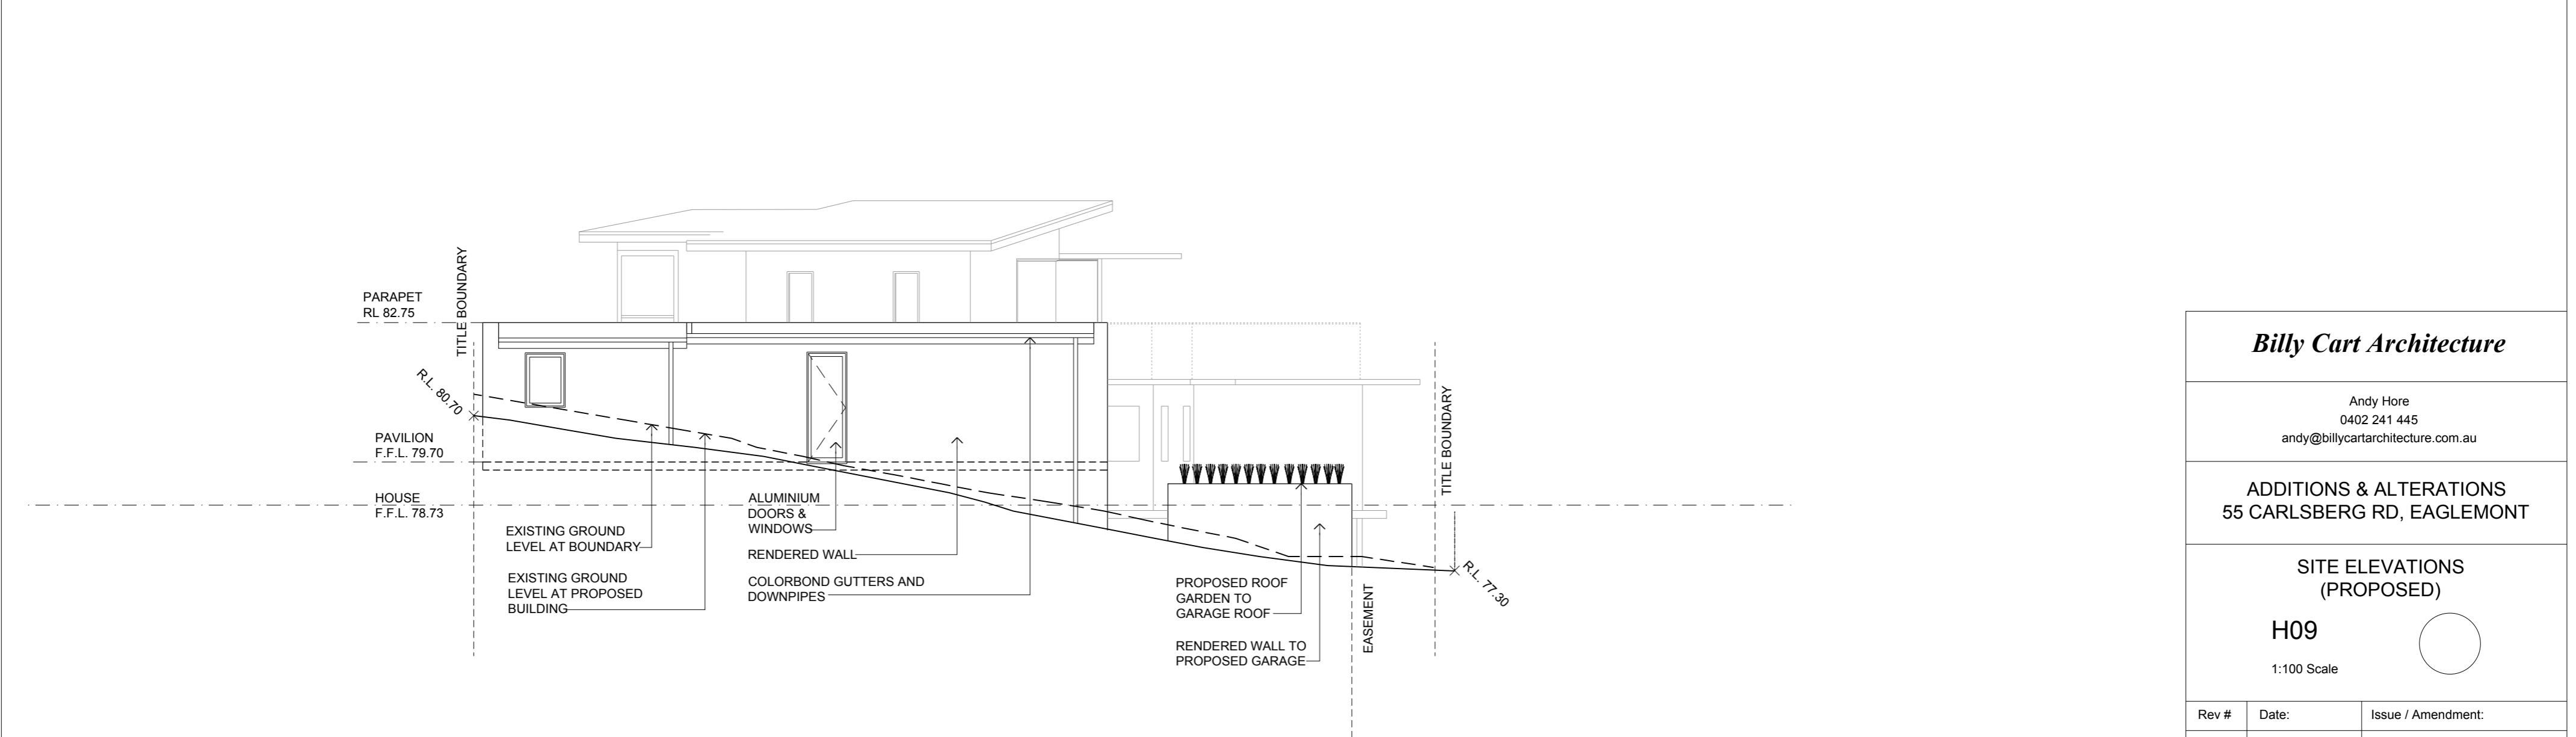 PARAPET
RL 82.75
TITLE BOUNDARY
R.L. 80.70
PAVILION
F.F.L. 79.70
HOUSE
F.F.L. 78.73
EXISTING GROUND
LEVEL AT BOUNDARY
EXISTING GROUND
LEVEL AT PROPOSED
BUILDING
ALUMINIUM
DOORS &
WINDOWS
RENDERED WALL
COLORBOND GUTTERS AND
DOWNPIPES
PROPOSED ROOF
GARDEN TO
GARAGE ROOF
RENDERED WALL TO
PROPOSED GARAGE
EASEMENT
TITLE BOUNDARY
R.L. 77.30
Billy Cart Architecture
Andy Hore
0402 241 445
andy@billycartarchitecture.com.au
ADDITIONS & ALTERATIONS
55 CARLSBERG RD, EAGLEMONT
SITE ELEVATIONS
(PROPOSED)
H09
1:100 Scale
Rev # Date: Issue / Amendment: